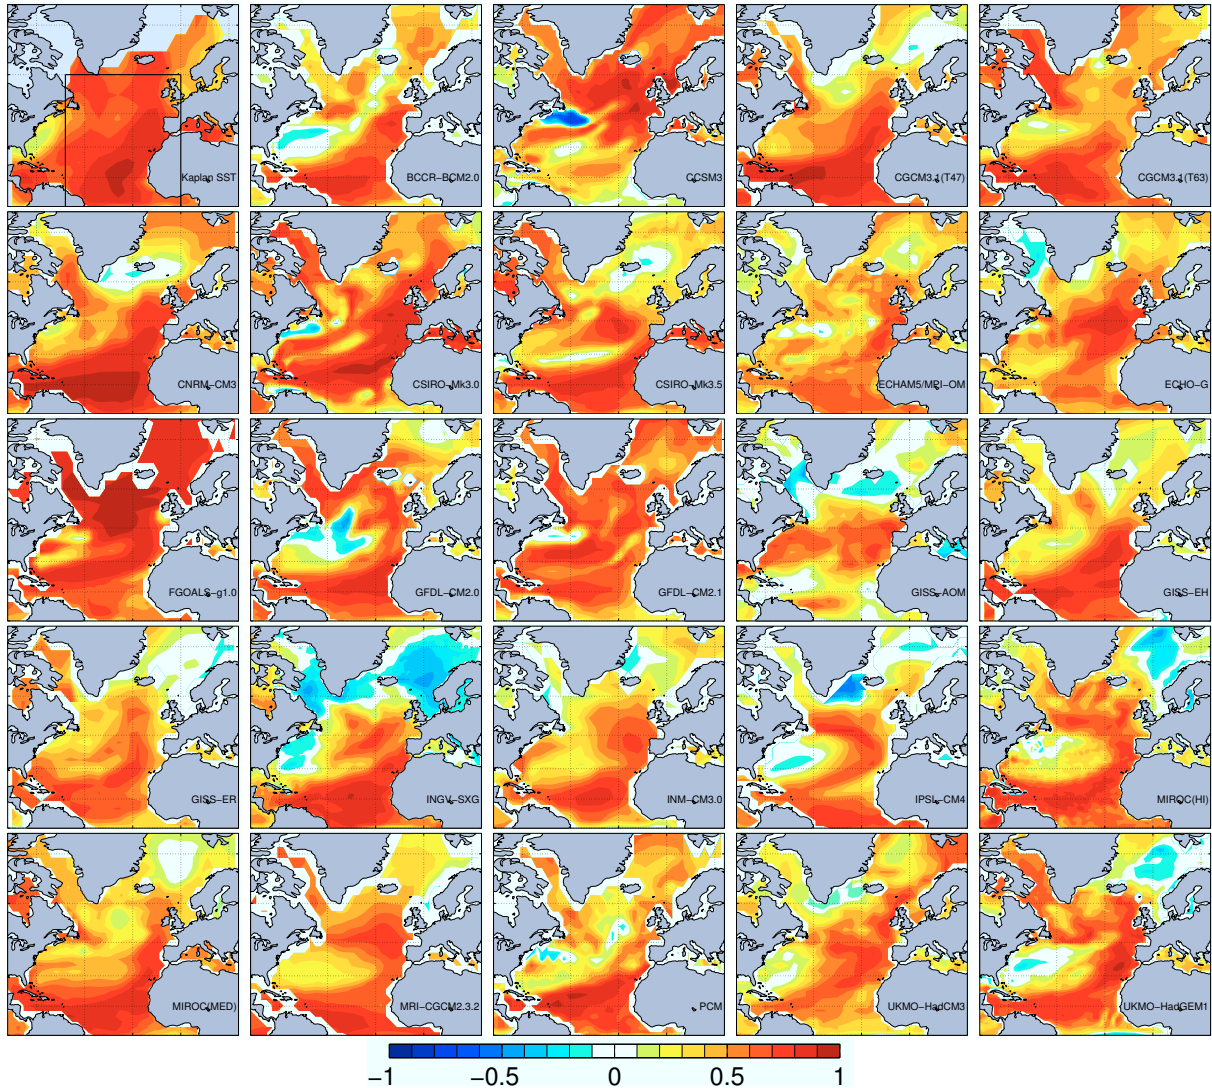 Kaplan SST
BCCR−BCM2.0
CCSM3
CGCM3.1(T47)
CGCM3.1(T63)
CNRM−CM3
CSIRO−Mk3.0
CSIRO−Mk3.5
ECHAM5/MPI−OM
ECHO−G
FGOALS−g1.0
GFDL−CM2.0
GFDL−CM2.1
GISS−AOM
GISS−EH
GISS−ER
INGV−SXG
INM−CM3.0
IPSL−CM4
MIROC(HI)
MIROC(MED)
MRI−CGCM2.3.2
PCM
UKMO−HadCM3
UKMO−HadGEM1
−1 −0.5 0 0.5 1